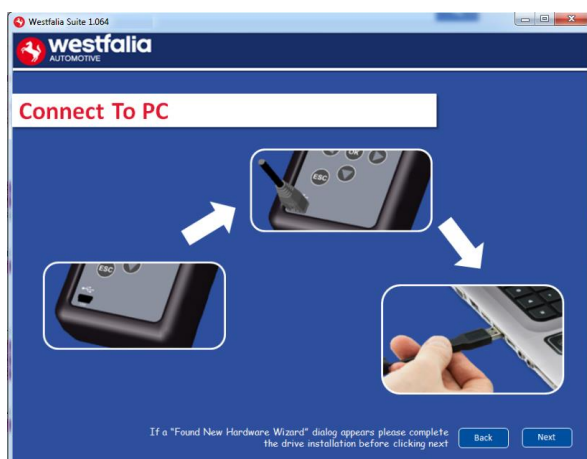 Westfalia Suite 1.064
westfalia
AUTOMOTIVE
Connect To PC
OK
ESC
ESC
If a "Found New Hardware Wizard" dialog appears please complete
the drive installation before clicking next
Back
Next